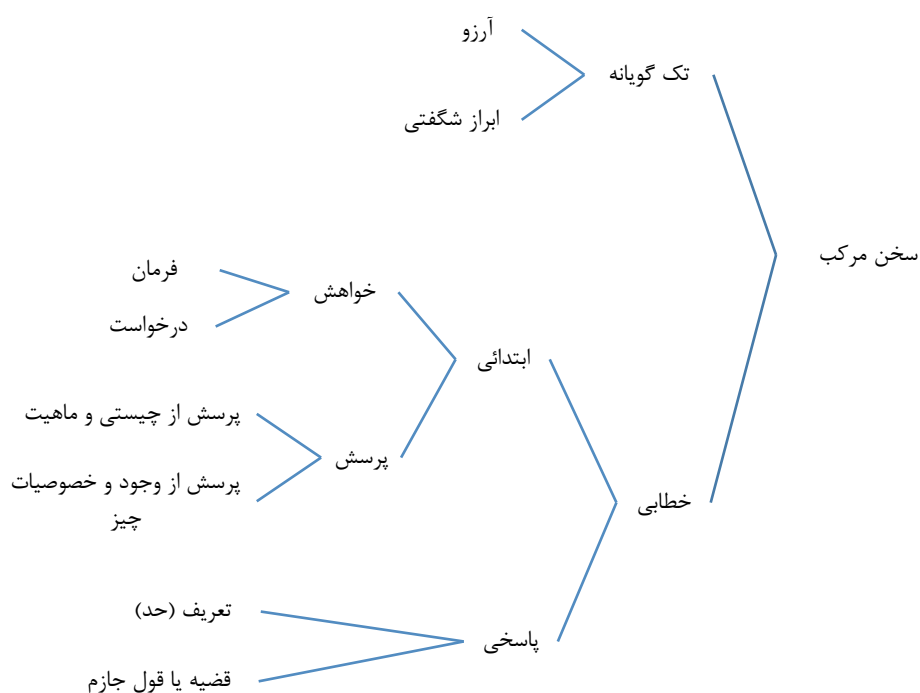 آرزو
تک گویانه
ابراز شگفتی
سخن مرکب
فرمان
خواهش
درخواست
ابتدائی
پرسش از چیستی و ماهیت
پرسش
پرسش از وجود و خصوصیات
چیز
خطابی
تعریف (حد)
پاسخی
قضیه یا قول جازم